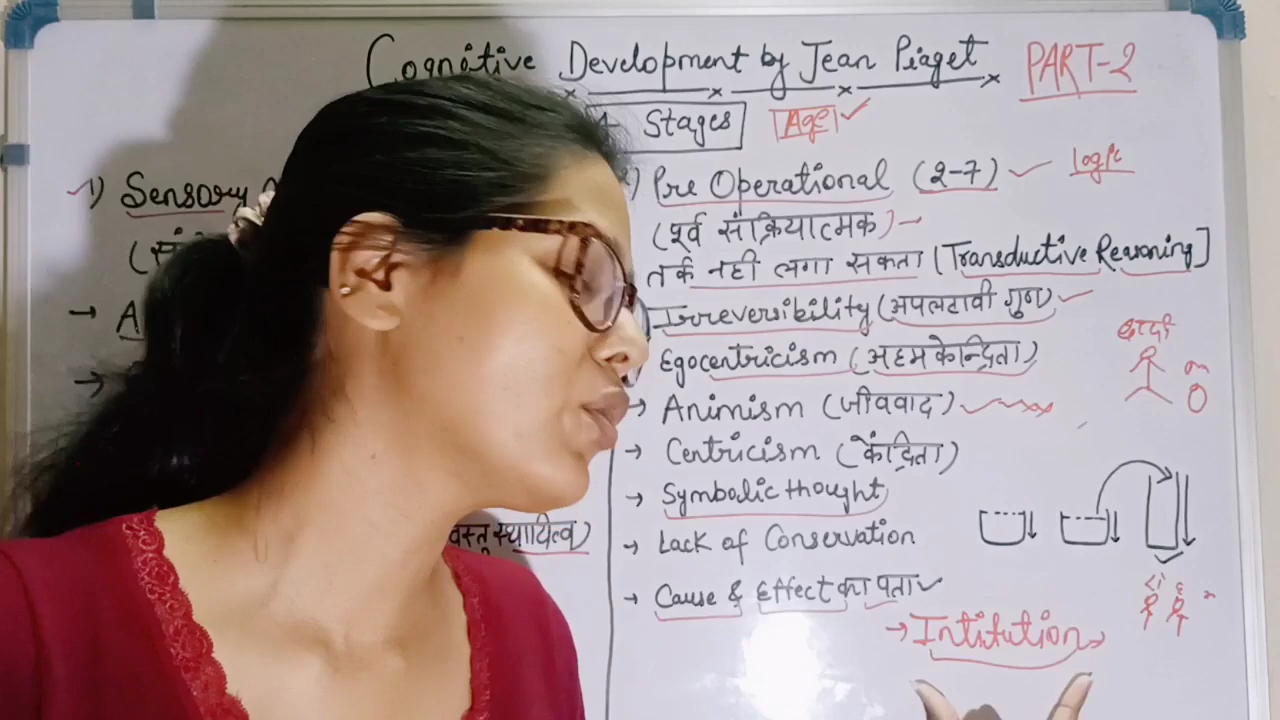 Cognitive Development by Jean Piaget PART-2
Stages Age
1) Sensory
Pre Operational (2-7) logic
(पूर्व संक्रियात्मक)
तर्क नही लगा सकता [Transductive Reasoning]
Irreversibility (अपलटावी गुण)
Egocentricism (अहम केन्द्रिता)
→ Animism (जीववाद)
→ Centricism (केंद्रिता)
→ Symbolic thought
वस्तु स्थायित्व)
→ Lack of Conservation
→ Cause & Effect का पता
→ Intitution